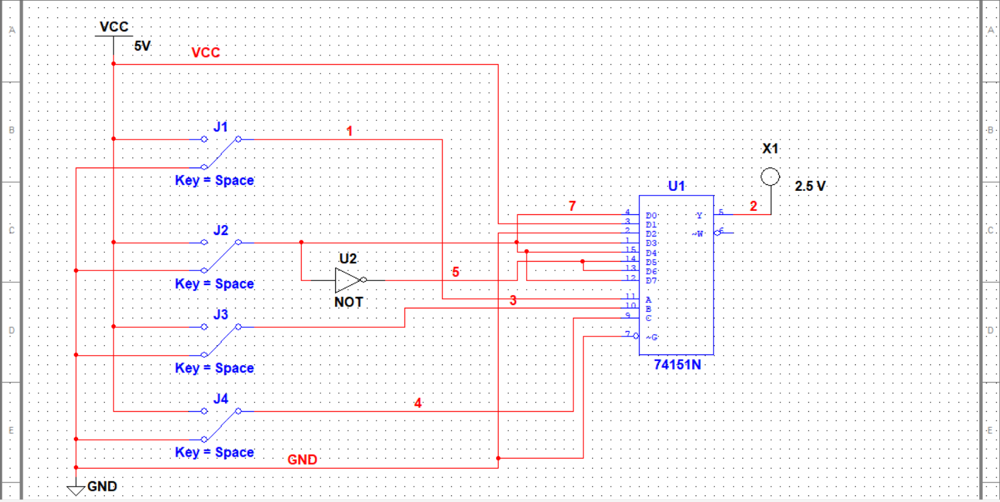 A
A
VCC
5V
VCC
B
B
J1
1
Key = Space
X1
2.5 V
U1
7
2
C
C
J2
Key = Space
U2
NOT
5
3
4 D0
3 D1
2 D2
1 D3
15 D4
14 D5
13 D6
12 D7
11 A
10 B
9 C
7 ~G
Y 5
~W 6
74151N
D
D
J3
Key = Space
J4
4
Key = Space
E
E
GND
GND